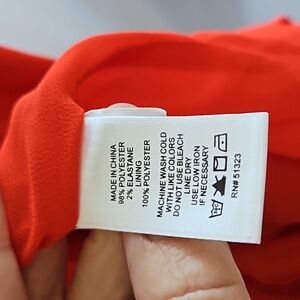 MADE IN CHINA
98% POLYESTER
2% ELASTANE
LINING
100% POLYESTER
MACHINE WASH COLD
WITH LIKE COLORS
DO NOT USE BLEACH
LINE DRY
USE LOW IRON
IF NECESSARY
RN# 51323